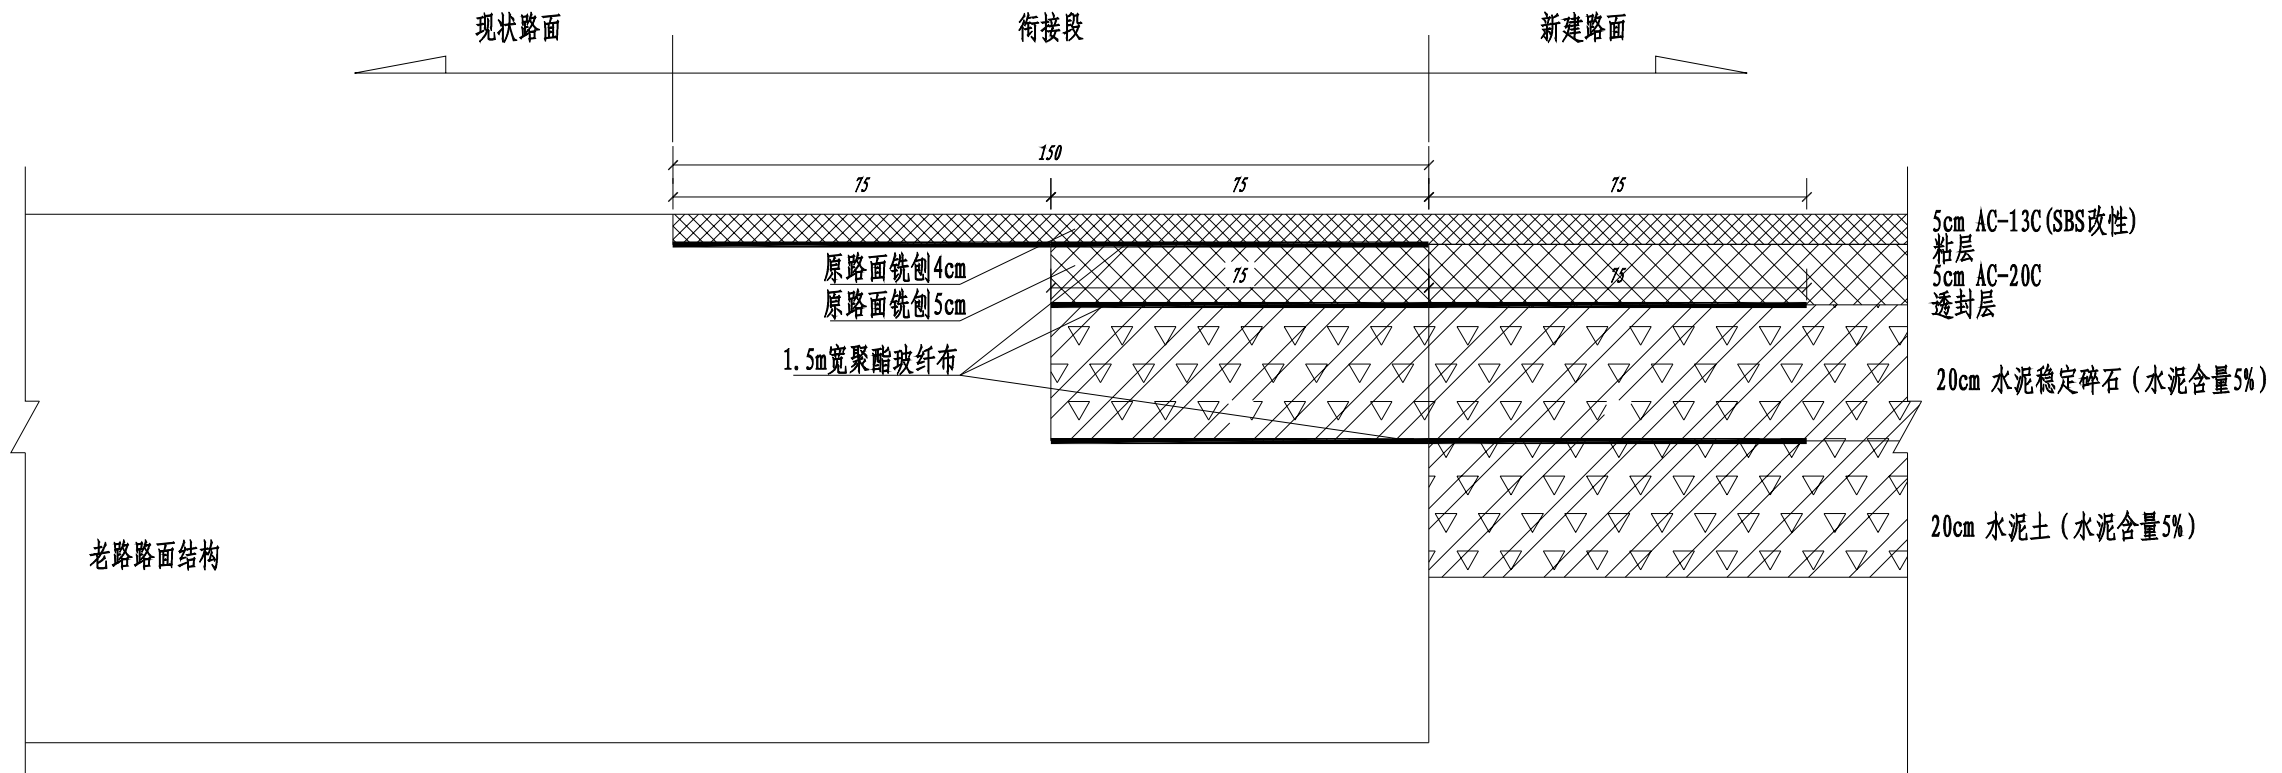 现状路面
衔接段
新建路面
150
75
75
75
5cm AC-13C(SBS改性)
粘层
5cm AC-20C
透封层
原路面铣刨4cm
75
75
原路面铣刨5cm
1.5m宽聚酯玻纤布
20cm 水泥稳定碎石（水泥含量5%）
20cm 水泥土（水泥含量5%）
老路路面结构